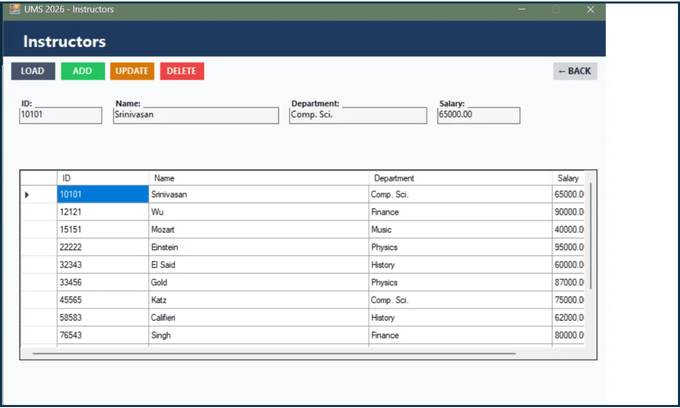 UMS 2026 - Instructors
Instructors
LOAD ADD UPDATE DELETE ← BACK
ID: Name: Department: Salary:
10101 Srinivasan Comp. Sci. 65000.00
ID Name Department Salary
10101 Srinivasan Comp. Sci. 65000.0
12121 Wu Finance 90000.0
15151 Mozart Music 40000.0
22222 Einstein Physics 95000.0
32343 El Said History 60000.0
33456 Gold Physics 87000.0
45565 Katz Comp. Sci. 75000.0
58583 Califieri History 62000.0
76543 Singh Finance 80000.0